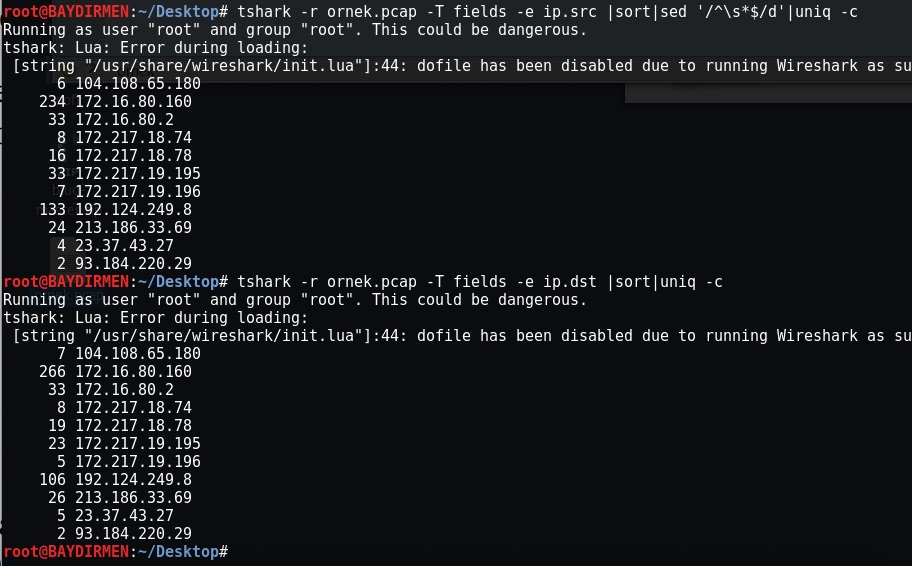 root@BAYDIRMEN:~/Desktop# tshark -r ornek.pcap -T fields -e ip.src |sort|sed '/^\s*$/d'|uniq -c
Running as user "root" and group "root". This could be dangerous.
tshark: Lua: Error during loading:
 [string "/usr/share/wireshark/init.lua"]:44: dofile has been disabled due to running Wireshark as su
      6 104.108.65.180
    234 172.16.80.160
     33 172.16.80.2
      8 172.217.18.74
     16 172.217.18.78
     33 172.217.19.195
      7 172.217.19.196
    133 192.124.249.8
     24 213.186.33.69
      4 23.37.43.27
      2 93.184.220.29
root@BAYDIRMEN:~/Desktop# tshark -r ornek.pcap -T fields -e ip.dst |sort|uniq -c
Running as user "root" and group "root". This could be dangerous.
tshark: Lua: Error during loading:
 [string "/usr/share/wireshark/init.lua"]:44: dofile has been disabled due to running Wireshark as su
      7 104.108.65.180
    266 172.16.80.160
     33 172.16.80.2
      8 172.217.18.74
     19 172.217.18.78
     23 172.217.19.195
      5 172.217.19.196
    106 192.124.249.8
     26 213.186.33.69
      5 23.37.43.27
      2 93.184.220.29
root@BAYDIRMEN:~/Desktop#